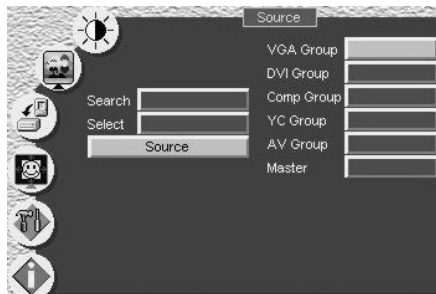 Source
VGA Group
DVI Group
Search
Comp Group
Select
YC Group
Source
AV Group
Master